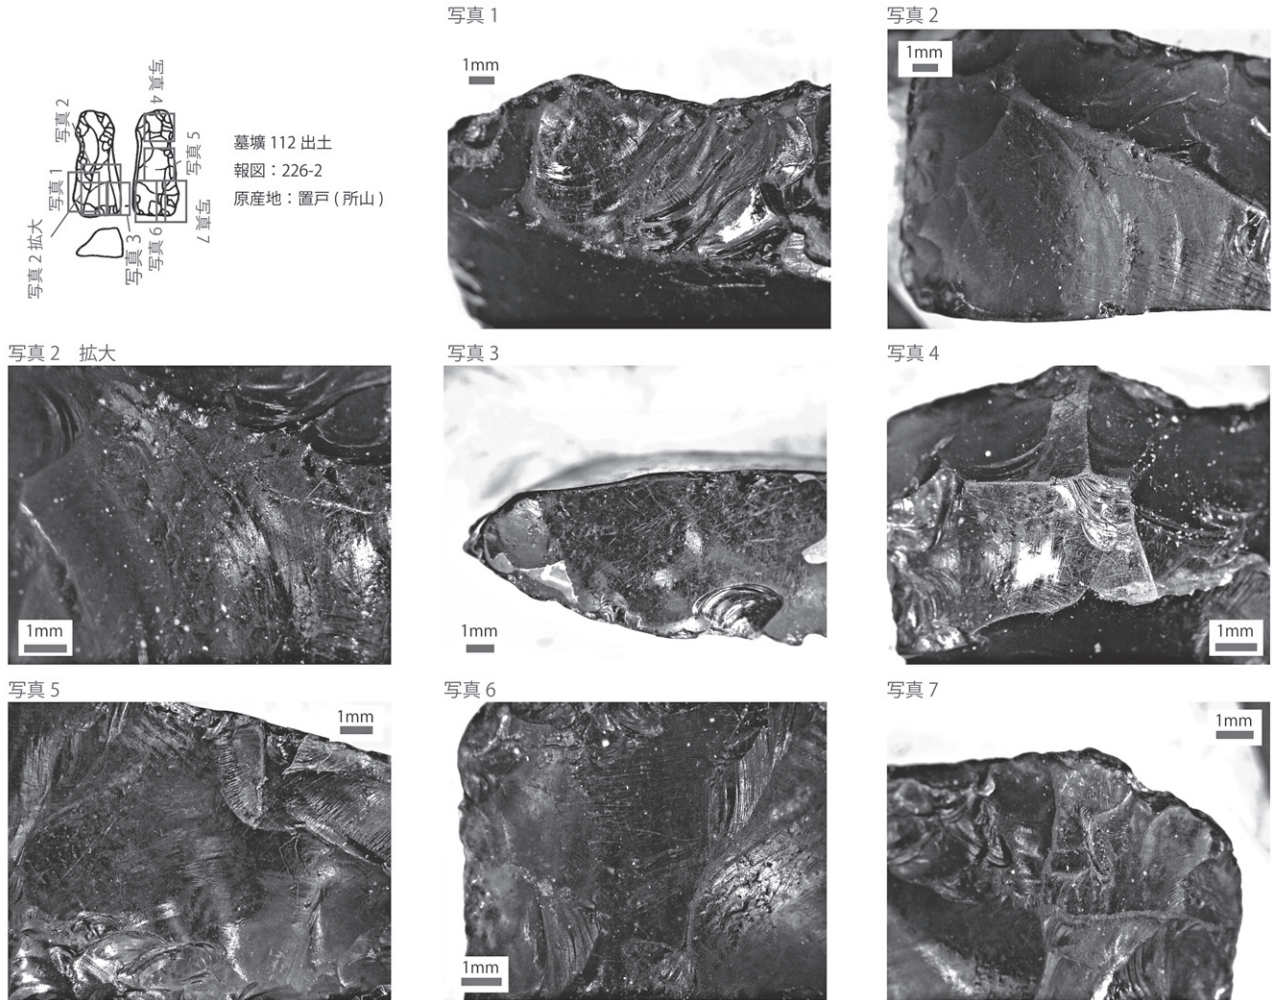 写真 1
写真 2
写真 2
写真 4
写真 5
写真 1
写真 2 拡大
写真 3
写真 6
写真 7
墓壙 112 出土
報図：226-2
原産地：置戸 ( 所山 )
1mm
1mm
写真 2　拡大
写真 3
写真 4
1mm
1mm
1mm
写真 5
写真 6
写真 7
1mm
1mm
1mm